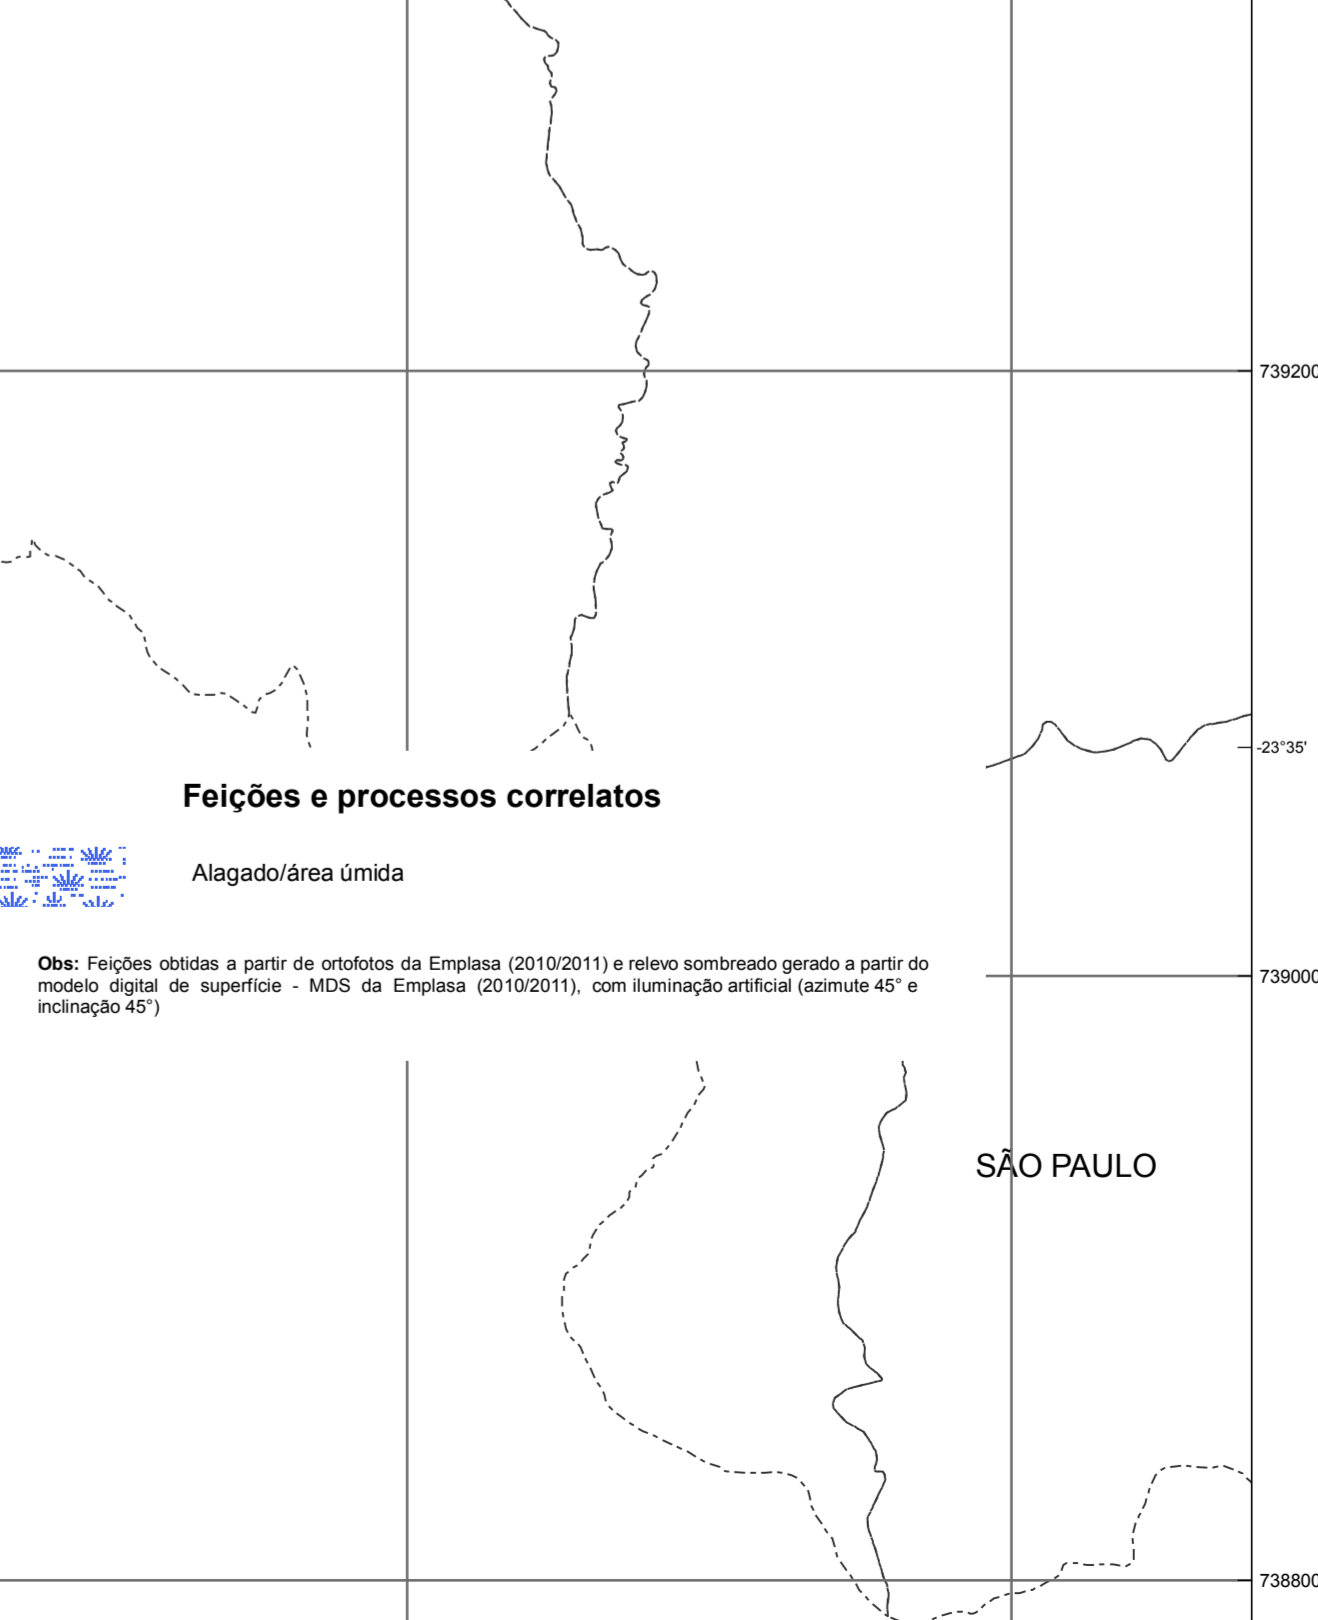 739200
-23°35'
Feições e processos correlatos
Alagado/área úmida
Obs: Feições obtidas a partir de ortofotos da Emplasa (2010/2011) e relevo sombreado gerado a partir do
modelo digital de superfície - MDS da Emplasa (2010/2011), com iluminação artificial (azimute 45° e
inclinação 45°)
739000
SÃO PAULO
738800